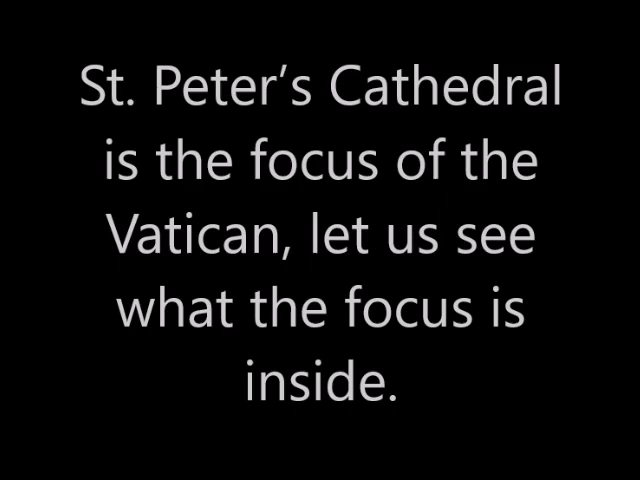 St. Peter’s Cathedral
is the focus of the
Vatican, let us see
what the focus is
inside.